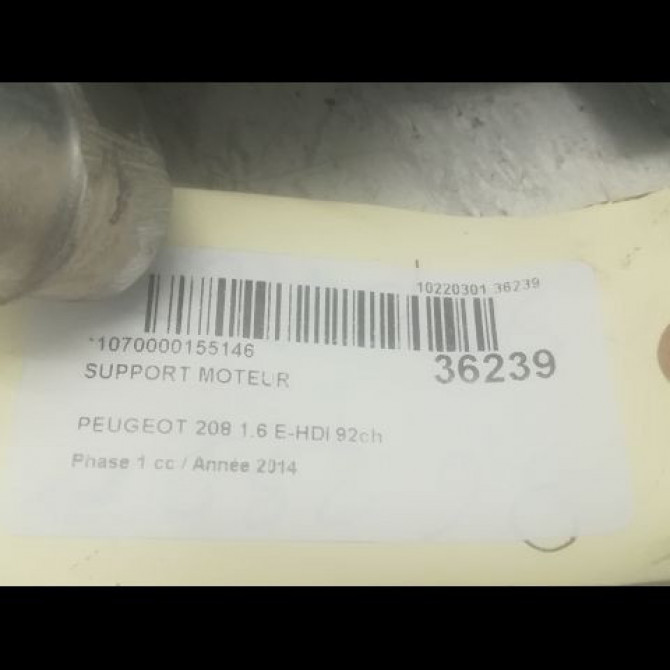 10220301 36239
*1070000155146
36239
SUPPORT MOTEUR
PEUGEOT 208 1.6 E-HDI 92ch
Phase 1 cc / Année 2014